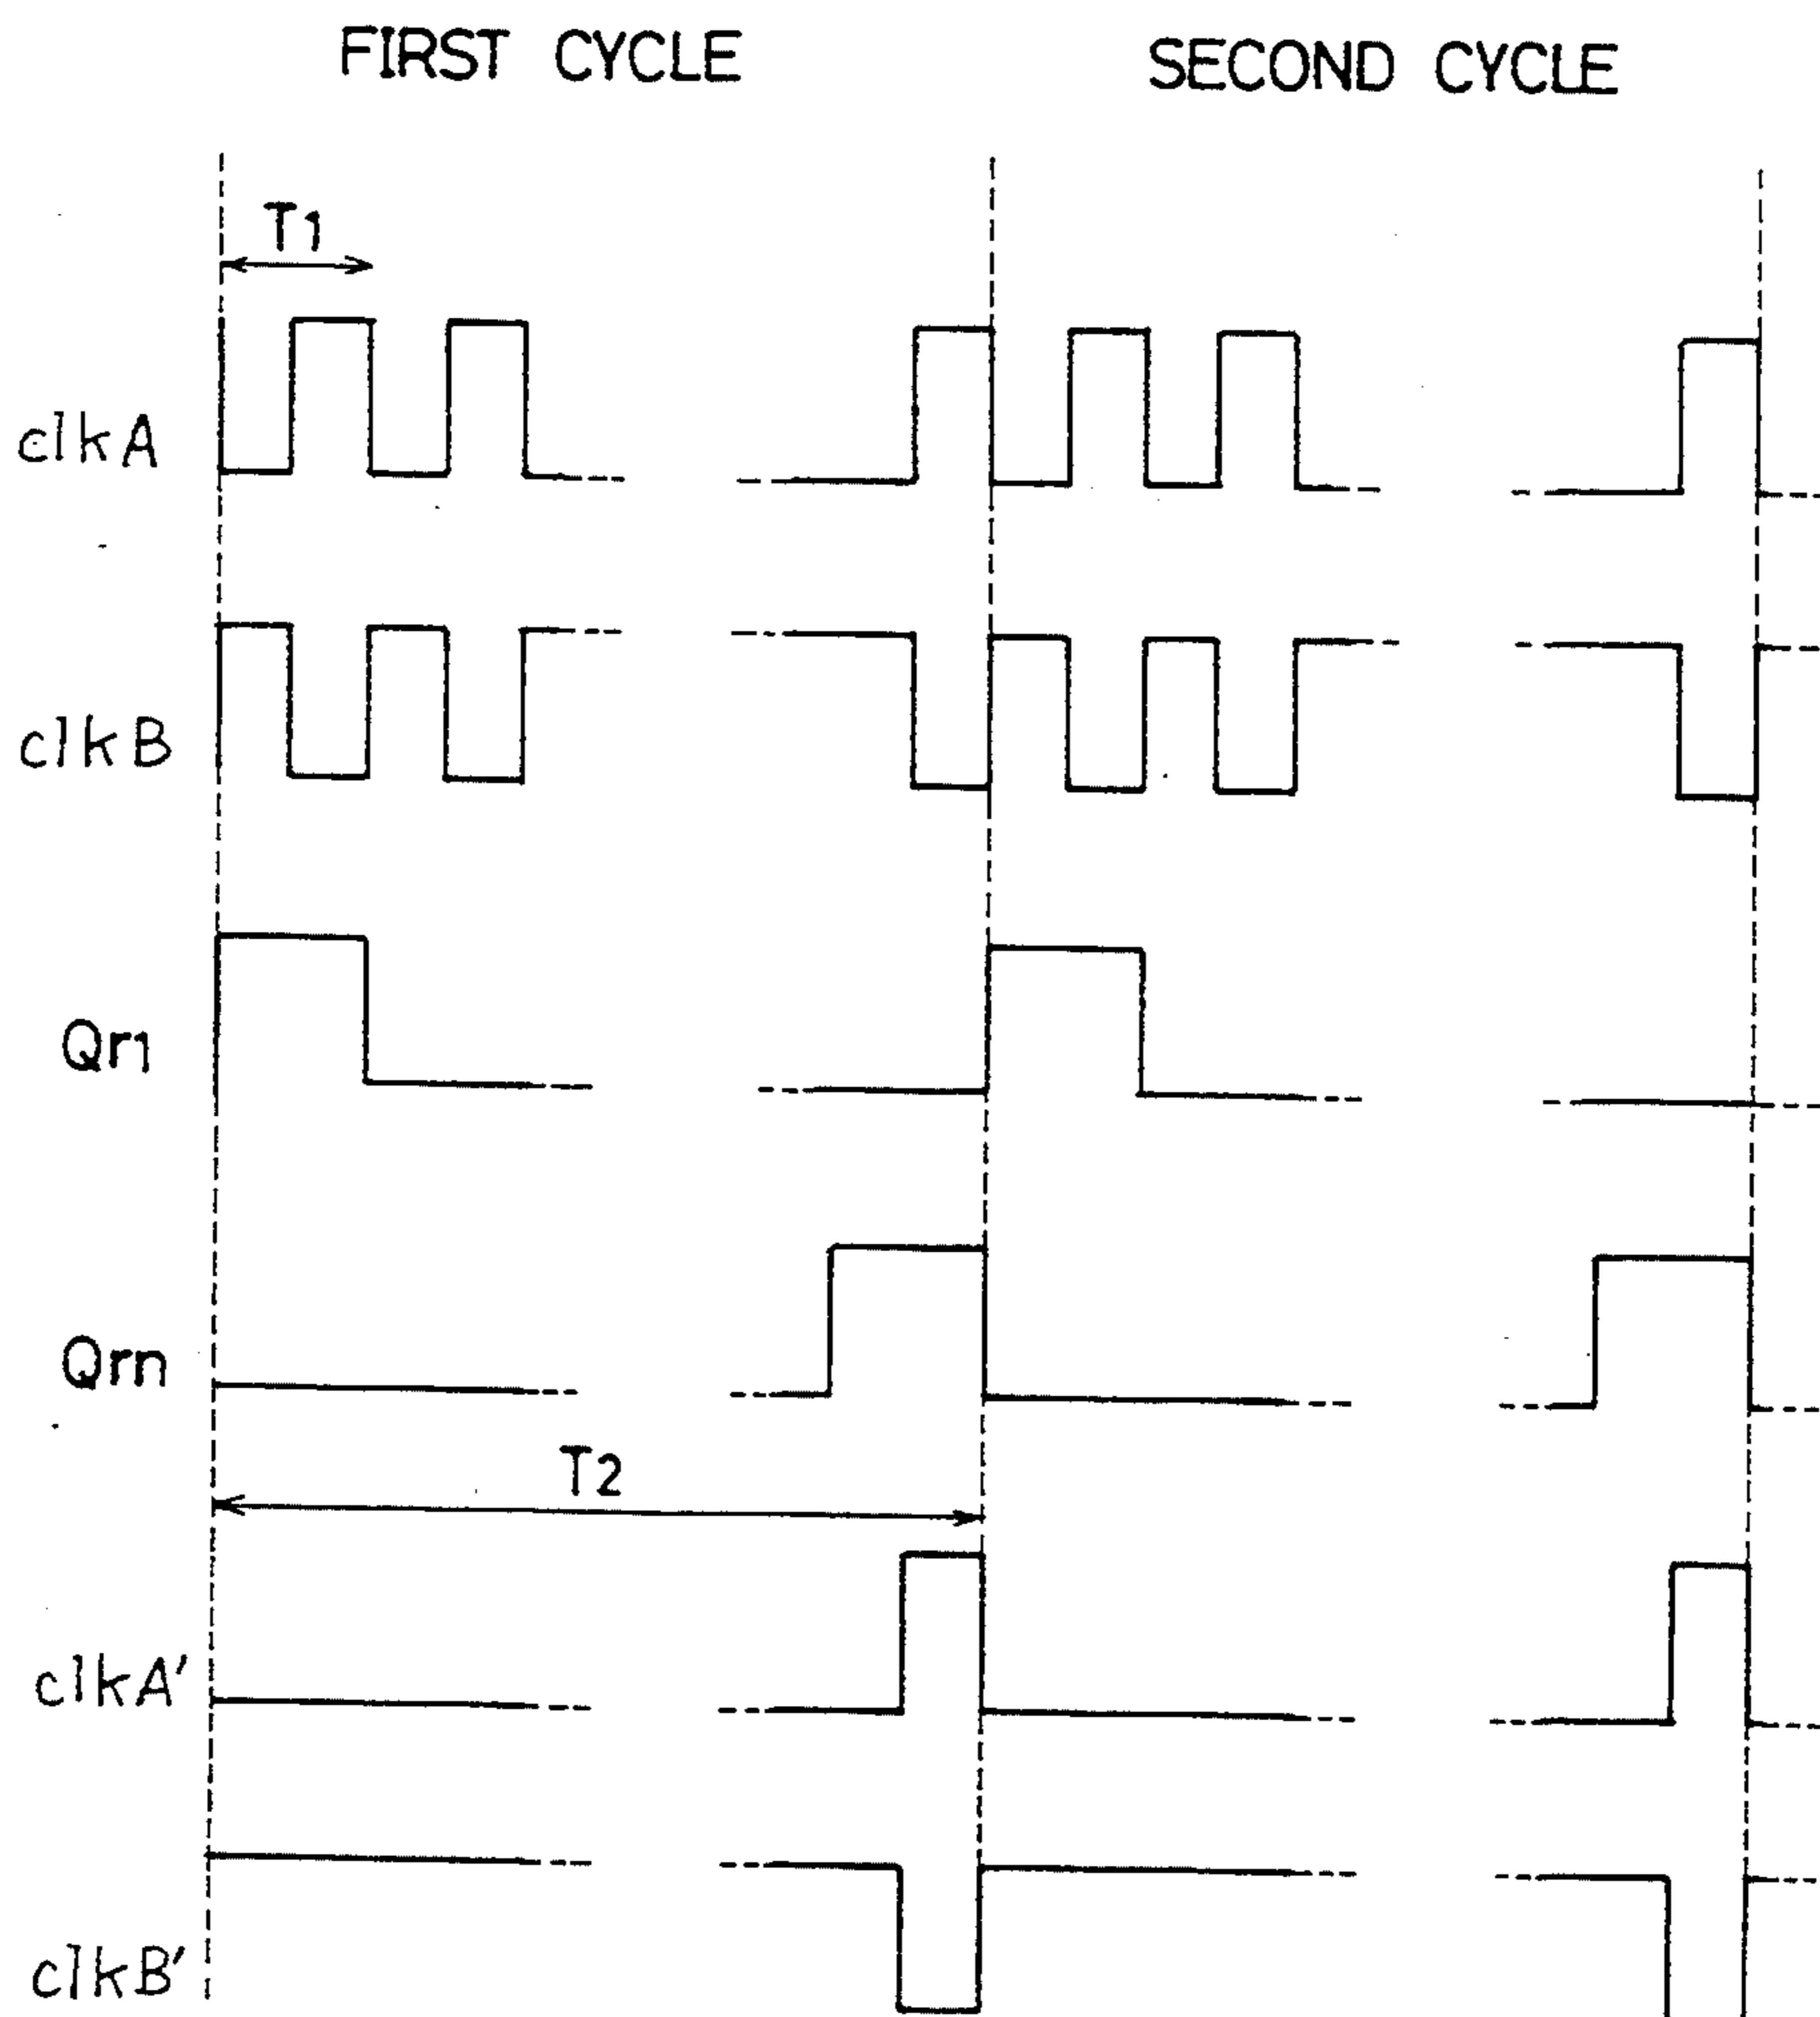 FIRST CYCLE
SECOND CYCLE
T1
clkA
clkB
Qr1
Qrn
T2
clkA'
clkB'